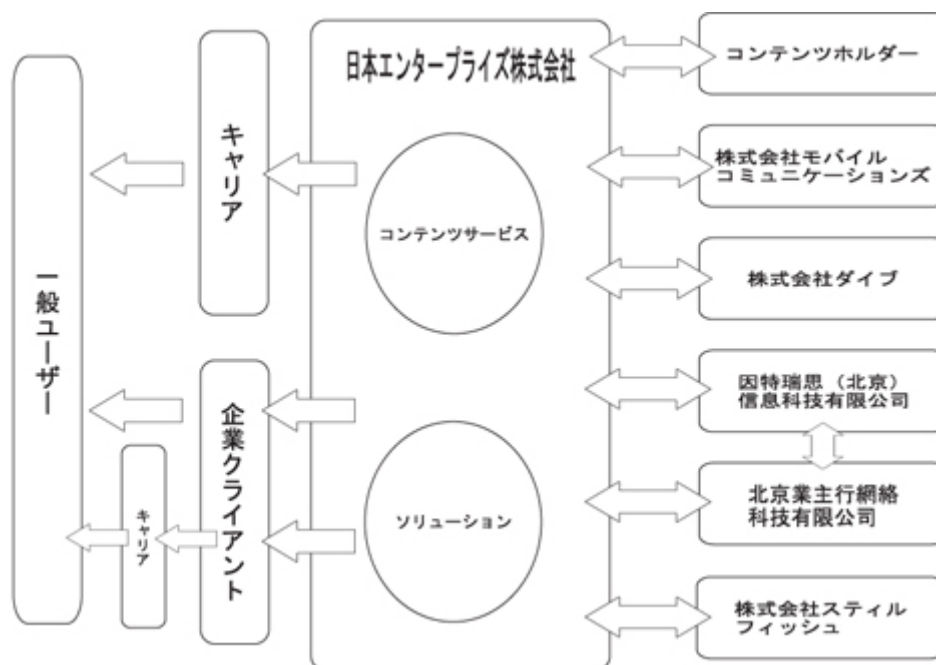 日本エンタープライズ株式会社
コンテンツサービス
ソリューション
キャリア
企業クライアント
キャリア
一般ユーザー
コンテンツホルダー
株式会社モバイル
コミュニケーションズ
株式会社ダイブ
因特瑞思（北京）
信息科技有限公司
北京業主行網絡
科技有限公司
株式会社スティル
フィッシュ